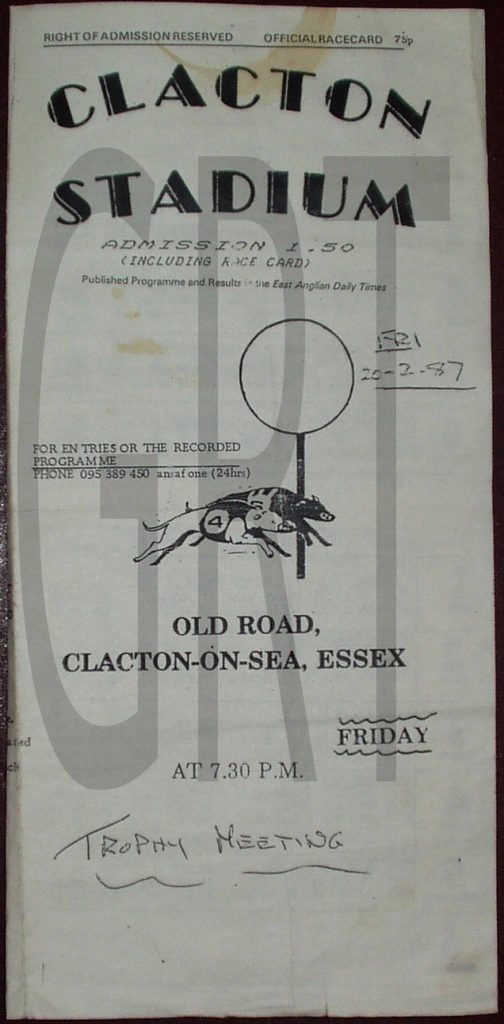 RIGHT OF ADMISSION RESERVED OFFICIAL RACECARD 75p
CLACTON
STADIUM
ADMISSION 1.50
(INCLUDING RACE CARD)
Published Programme and Results in the East Anglian Daily Times
FRI
20-2-87
FOR ENTRIES OR THE RECORDED
PROGRAMME
PHONE 095 389 450 ansafone (24hrs)
4
OLD ROAD,
CLACTON-ON-SEA, ESSEX
FRIDAY
AT 7.30 P.M.
TROPHY MEETING
GRT